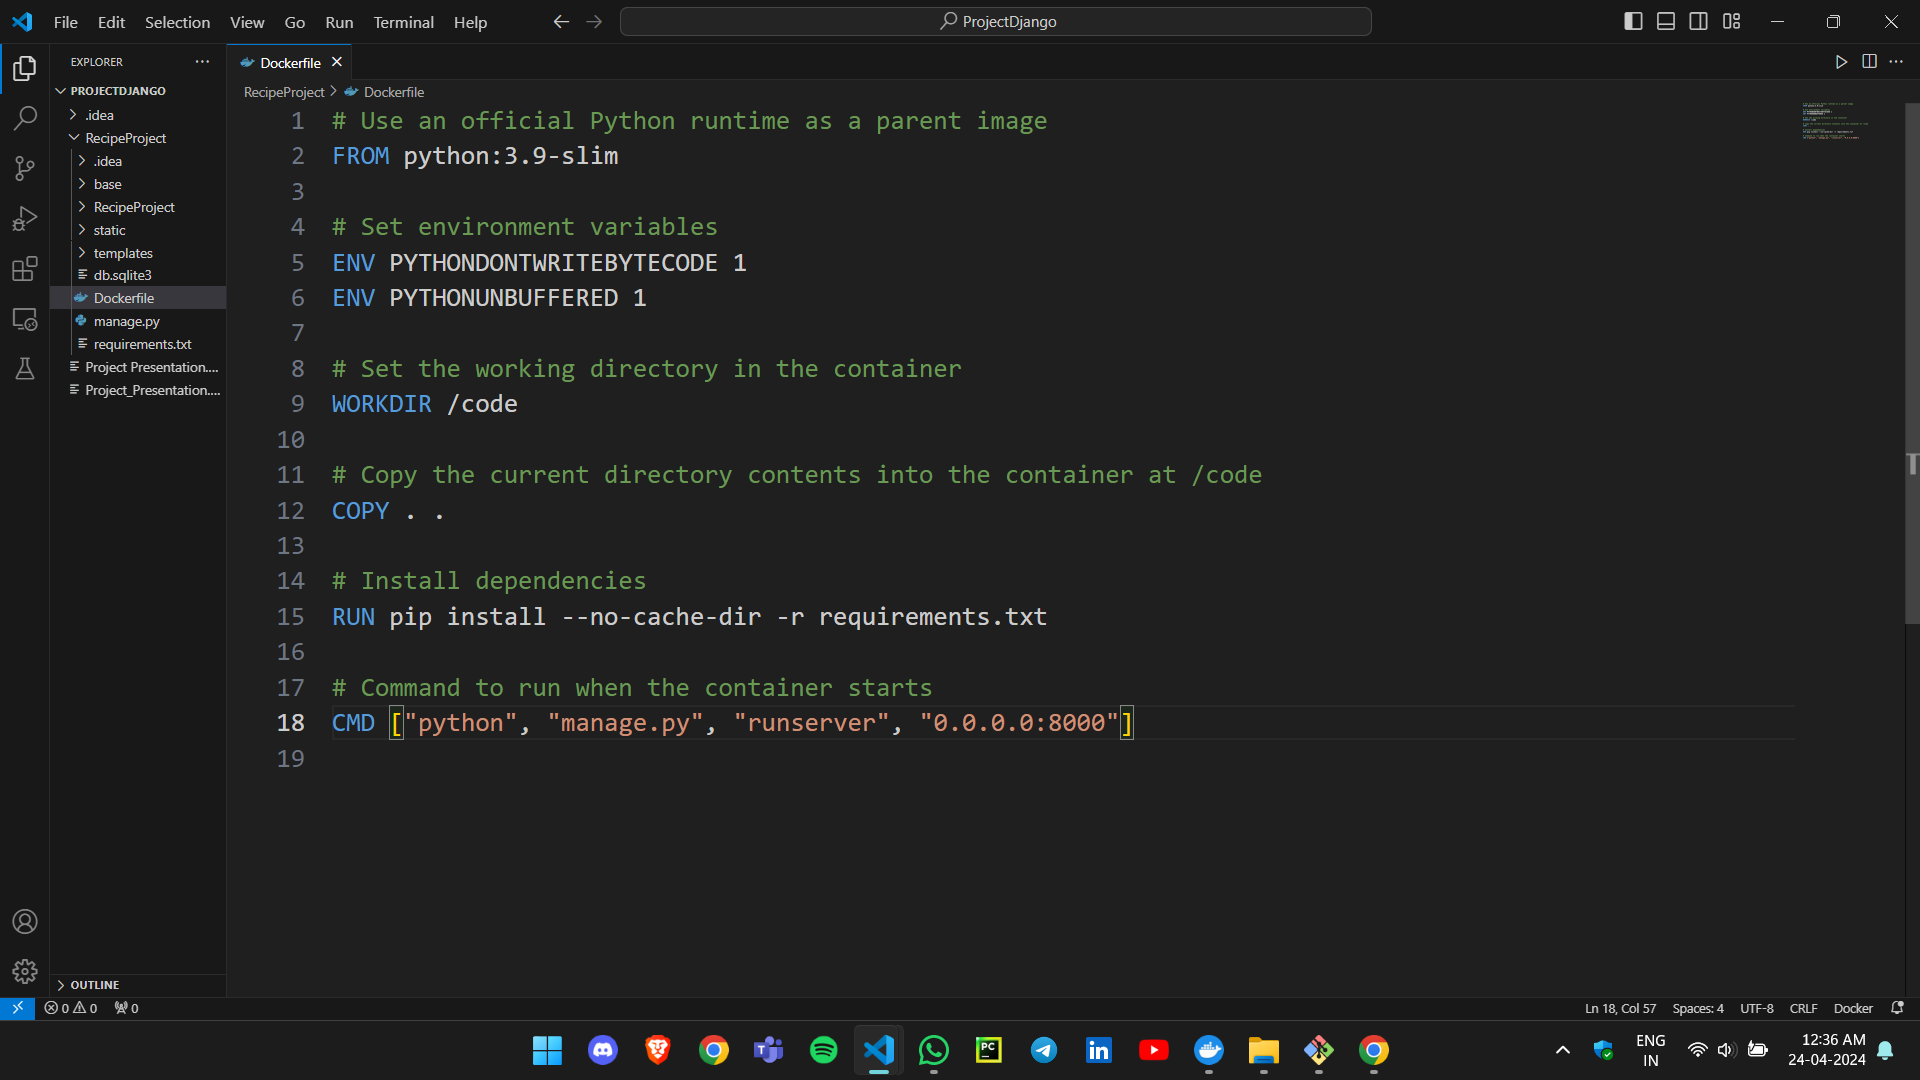 File Edit Selection View Go Run Terminal Help
ProjectDjango
EXPLORER
PROJECTDJANGO
.idea
RecipeProject
.idea
base
RecipeProject
static
templates
db.sqlite3
Dockerfile
manage.py
requirements.txt
Project Presentation....
Project_Presentation....
OUTLINE
Dockerfile
RecipeProject > Dockerfile
1 # Use an official Python runtime as a parent image
2 FROM python:3.9-slim
3
4 # Set environment variables
5 ENV PYTHONDONTWRITEBYTECODE 1
6 ENV PYTHONUNBUFFERED 1
7
8 # Set the working directory in the container
9 WORKDIR /code
10
11 # Copy the current directory contents into the container at /code
12 COPY . .
13
14 # Install dependencies
15 RUN pip install --no-cache-dir -r requirements.txt
16
17 # Command to run when the container starts
18 CMD ["python", "manage.py", "runserver", "0.0.0.0:8000"]
19
0 0 0
Ln 18, Col 57 Spaces: 4 UTF-8 CRLF Docker
ENG
IN
12:36 AM
24-04-2024